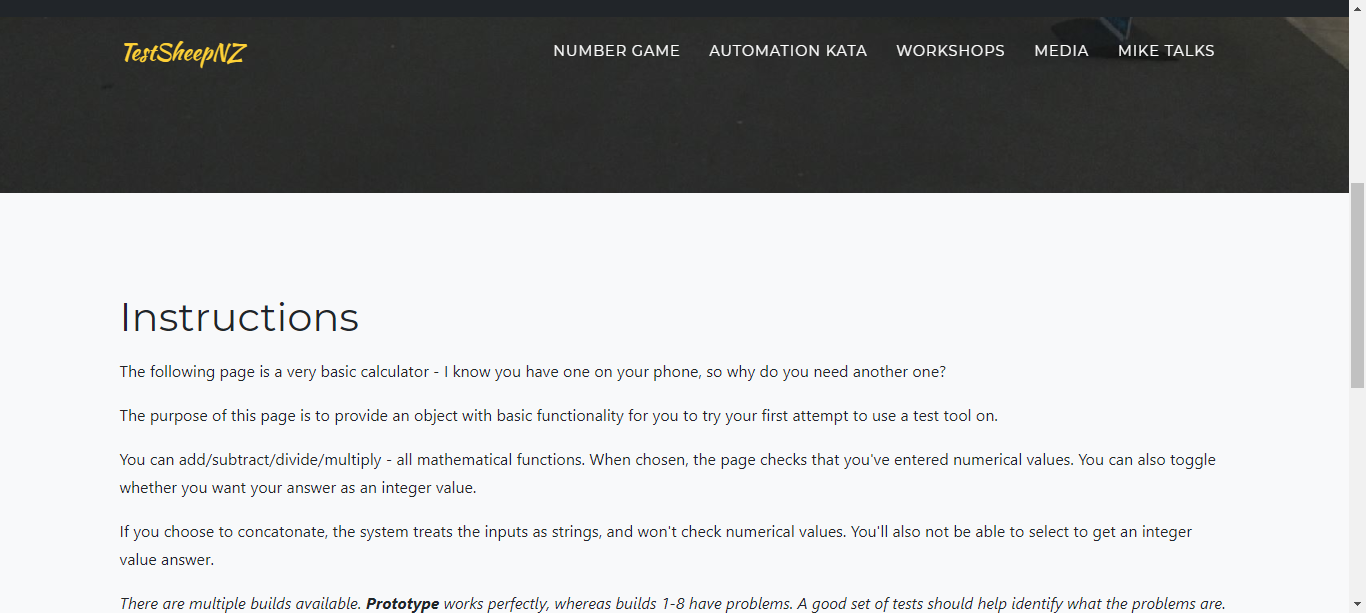 TestSheepNZ
NUMBER GAME AUTOMATION KATA WORKSHOPS MEDIA MIKE TALKS
Instructions
The following page is a very basic calculator - I know you have one on your phone, so why do you need another one?
The purpose of this page is to provide an object with basic functionality for you to try your first attempt to use a test tool on.
You can add/subtract/divide/multiply - all mathematical functions. When chosen, the page checks that you've entered numerical values. You can also toggle
whether you want your answer as an integer value.
If you choose to concatonate, the system treats the inputs as strings, and won't check numerical values. You'll also not be able to select to get an integer
value answer.
There are multiple builds available. Prototype works perfectly, whereas builds 1-8 have problems. A good set of tests should help identify what the problems are.